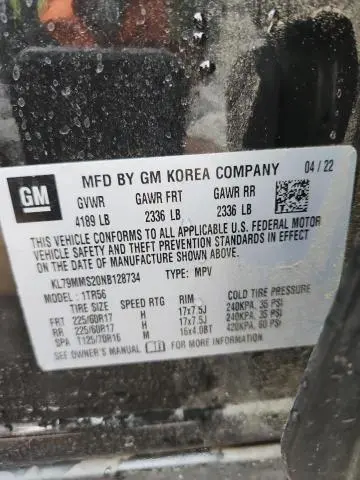 GM
MFD BY GM KOREA COMPANY 04/22
GVWR GAWR FRT GAWR RR
4189 LB 2336 LB 2336 LB
THIS VEHICLE CONFORMS TO ALL APPLICABLE U.S. FEDERAL MOTOR
VEHICLE SAFETY AND THEFT PREVENTION STANDARDS IN EFFECT ON
THE DATE OF MANUFACTURE SHOWN ABOVE.
KL79MMS20NB128734 TYPE: MPV
MODEL: 1TR56
TIRE SIZE SPEED RTG RIM COLD TIRE PRESSURE
FRT 225/60R17 H 17x7.5J 240KPA, 35 PSI
RR 225/60R17 H 17x7.5J 240KPA, 35 PSI
SPA T125/70R16 M 16x4.0BT 420KPA, 60 PSI
SEE OWNER'S MANUAL